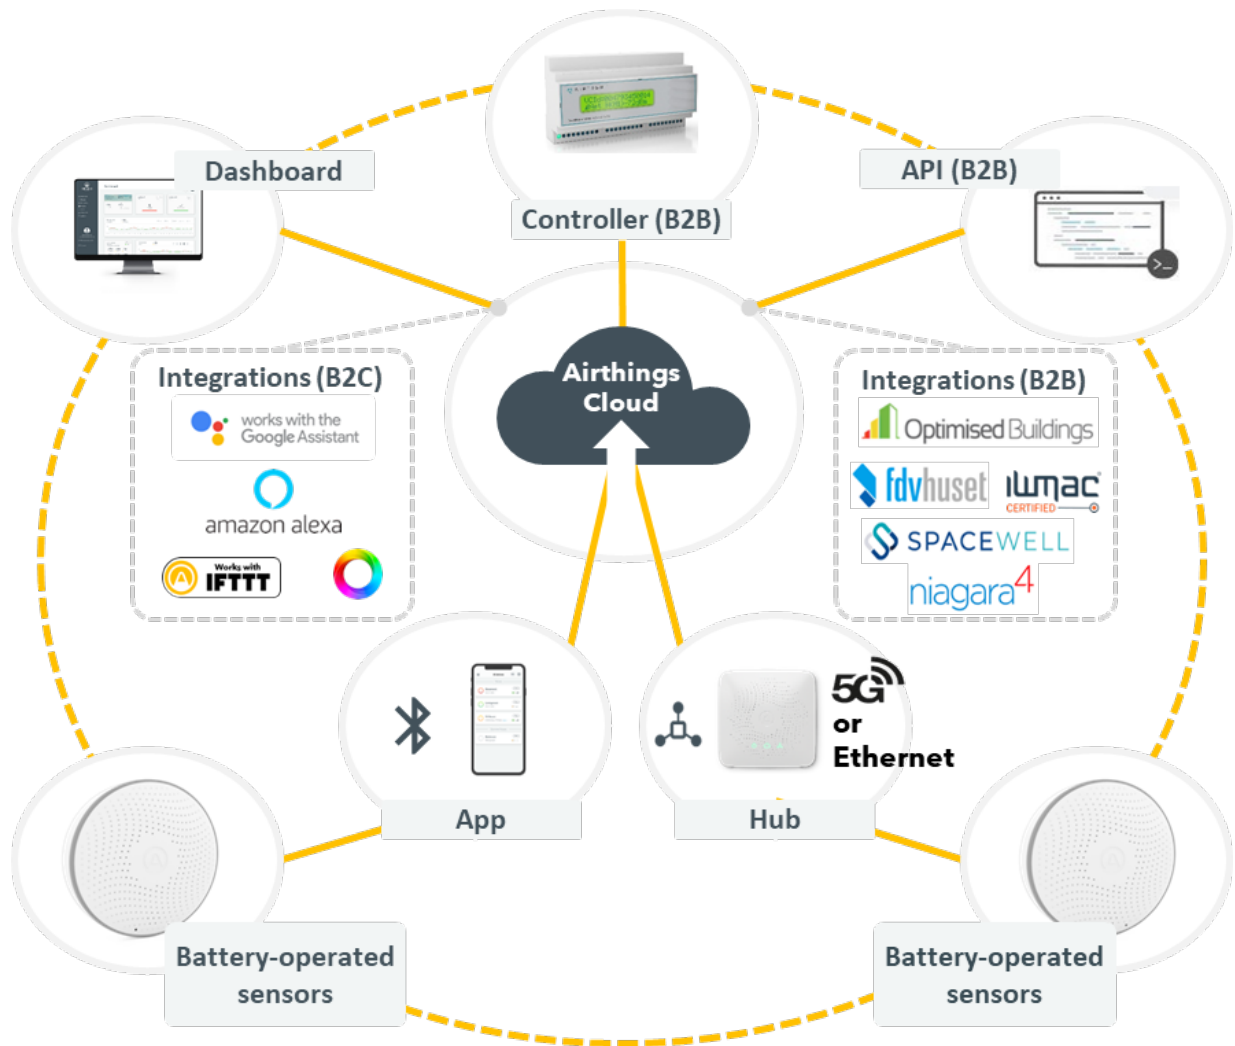 Dashboard
Controller (B2B)
API (B2B)
>_
Airthings
Cloud
Integrations (B2C)
works with the
Google Assistant
amazon alexa
Works with
IFTTT
Integrations (B2B)
Optimised Buildings
fdvhuset
ilumac®
CERTIFIED
SPACEWELL
niagara4
5G
or
Ethernet
App
Hub
Battery-operated
sensors
Battery-operated
sensors